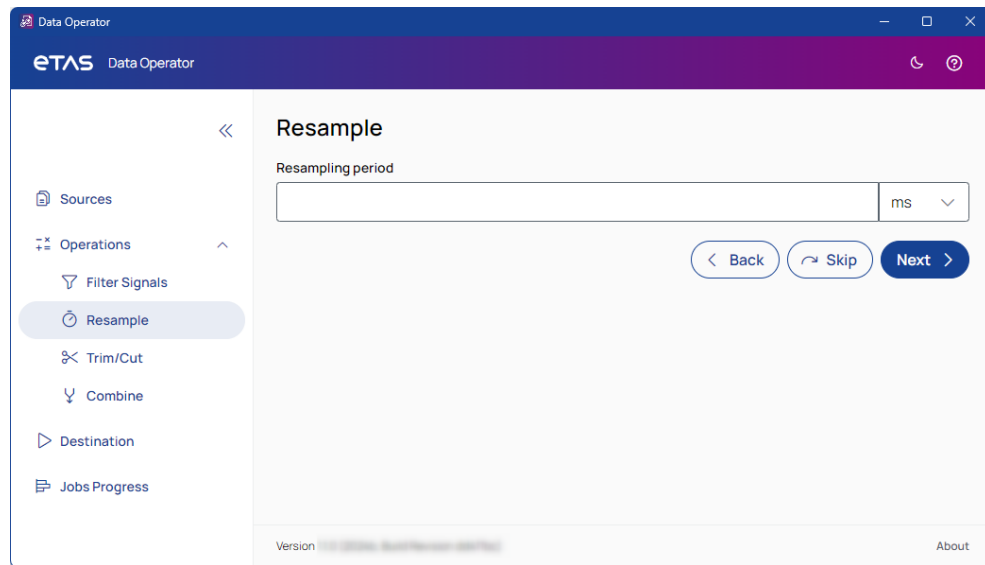 Data Operator
eTAS Data Operator
Resample
Resampling period
ms
Sources
Operations
Filter Signals
Resample
Trim/Cut
Combine
Destination
Jobs Progress
Back
Skip
Next
Version
About